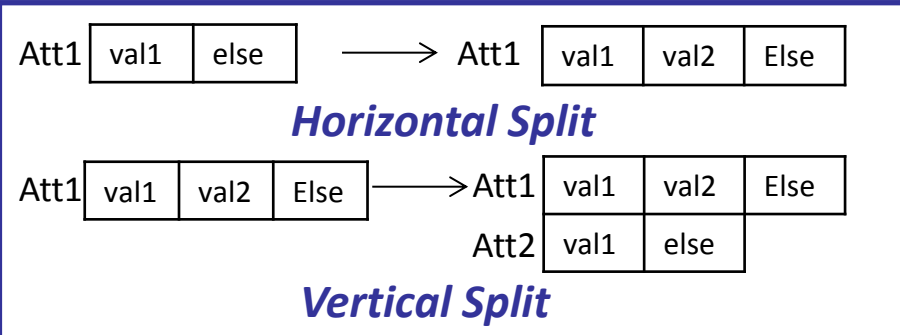 Att1 val1 else Att1 val1 val2 Else
Horizontal Split
Att1 val1 val2 Else Att1 val1 val2 Else
Att2 val1 else
Vertical Split